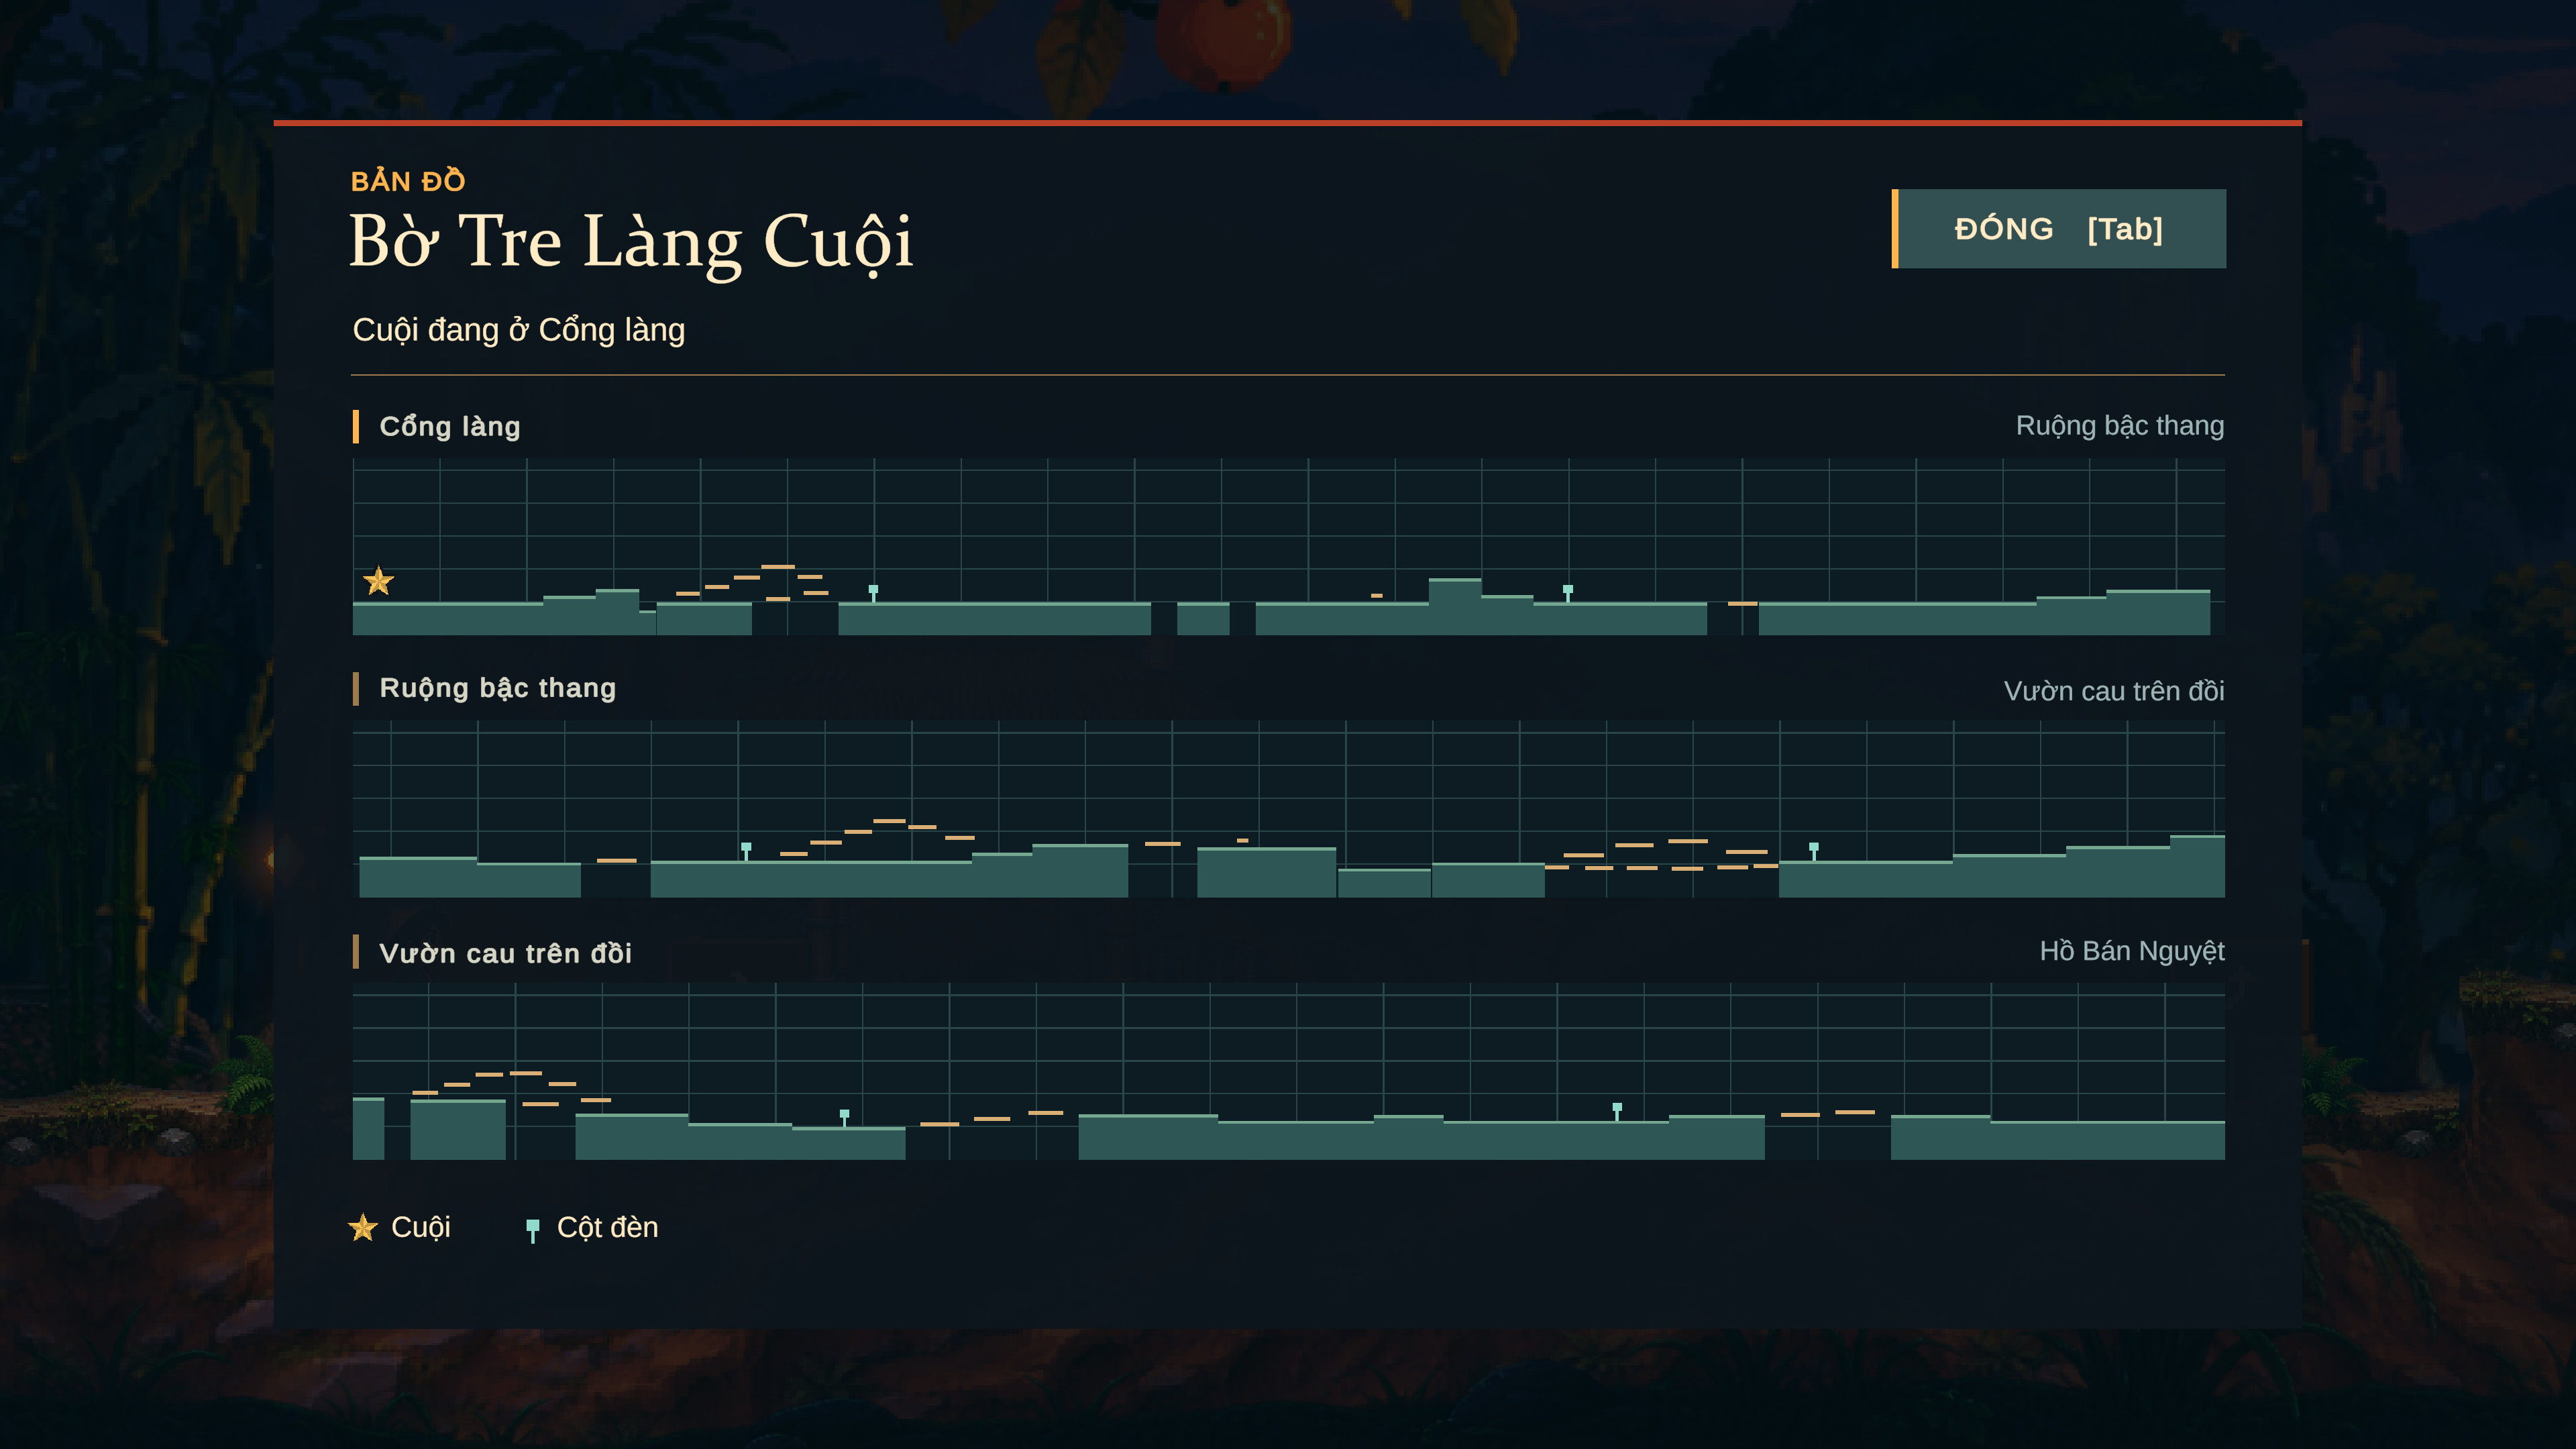 BẢN ĐỒ
Bờ Tre Làng Cuội
ĐÓNG [Tab]
Cuội đang ở Cổng làng
Cổng làng
Ruộng bậc thang
Ruộng bậc thang
Vườn cau trên đồi
Vườn cau trên đồi
Hồ Bán Nguyệt
Cuội
Cột đèn